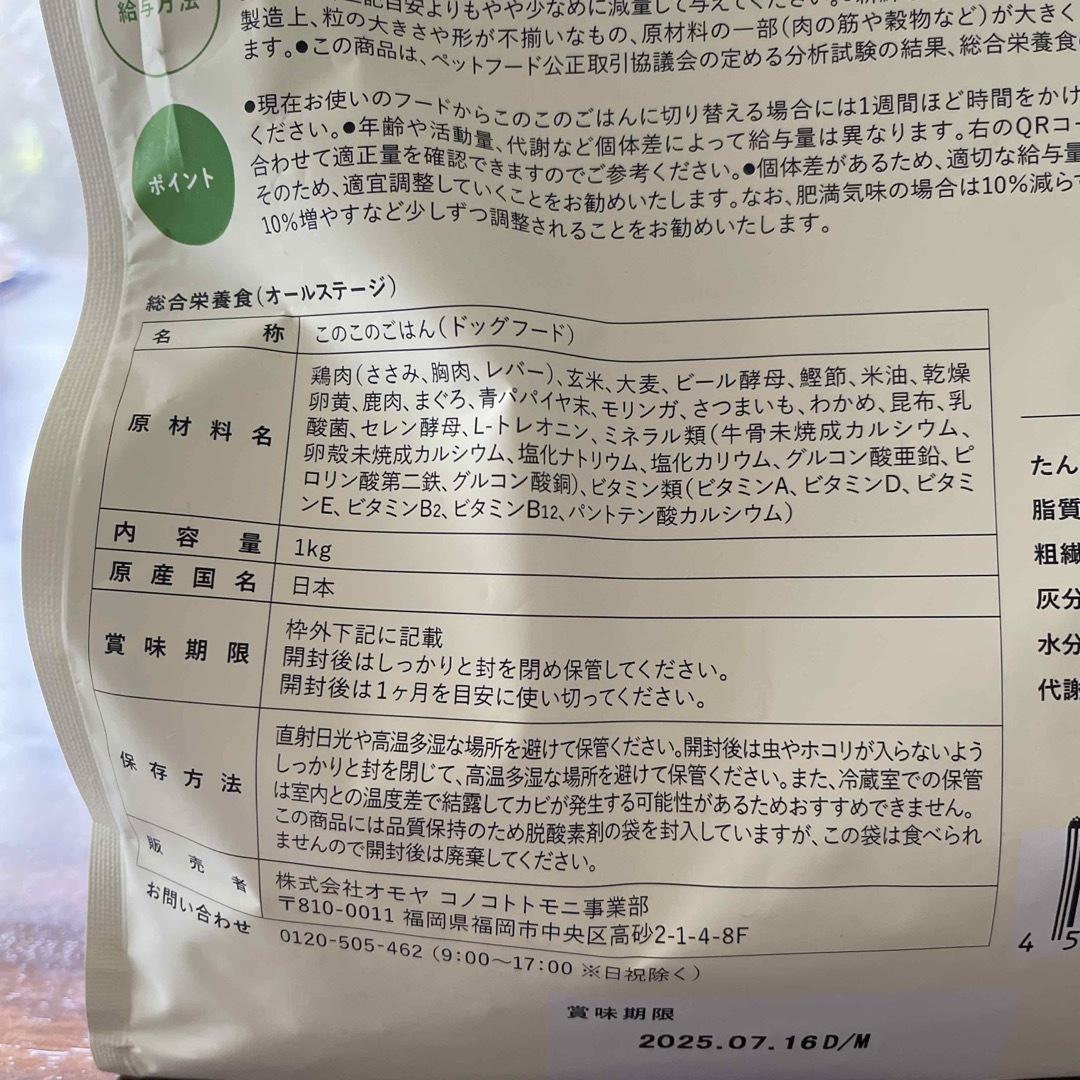 給与方法
記目安よりもやや少なめに減量して与えてください。
製造上、粒の大きさや形が不揃いなもの、原材料の一部(肉の筋や穀物など)が大きく
ます。●この商品は、ペットフード公正取引協議会の定める分析試験の結果、総合栄養食
ポイント
●現在お使いのフードからこのこのごはんに切り替える場合には1週間ほど時間をかけ
ください。●年齢や活動量、代謝など個体差によって給与量は異なります。右のQRコー
合わせて適正量を確認できますのでご参考ください。●個体差があるため、適切な給与量
そのため、適宜調整していくことをお勧めいたします。なお、肥満気味の場合は10%減らす
10%増やすなど少しずつ調整されることをお勧めいたします。
総合栄養食(オールステージ)
名称 このこのごはん(ドッグフード)
原材料名
鶏肉(ささみ、胸肉、レバー)、玄米、大麦、ビール酵母、鰹節、米油、乾燥
卵黄、鹿肉、まぐろ、青パパイヤ末、モリンガ、さつまいも、わかめ、昆布、乳
酸菌、セレン酵母、L-トレオニン、ミネラル類(牛骨未焼成カルシウム、
卵殻未焼成カルシウム、塩化ナトリウム、塩化カリウム、グルコン酸亜鉛、ピ
ロリン酸第二鉄、グルコン酸銅)、ビタミン類(ビタミンA、ビタミンD、ビタミ
ンE、ビタミンB2、ビタミンB12、パントテン酸カルシウム)
内容量 1kg
原産国名 日本
賞味期限
枠外下記に記載
開封後はしっかりと封を閉め保管してください。
開封後は1ヶ月を目安に使い切ってください。
保存方法
直射日光や高温多湿な場所を避けて保管ください。開封後は虫やホコリが入らないよう
しっかりと封を閉じて、高温多湿な場所を避けて保管ください。また、冷蔵室での保管
は室内との温度差で結露してカビが発生する可能性があるためおすすめできません。
この商品には品質保持のため脱酸素剤の袋を封入していますが、この袋は食べられ
ませんので開封後は廃棄してください。
販売者
株式会社オモヤ コノコトトモニ事業部
〒810-0011 福岡県福岡市中央区高砂2-1-4-8F
お問い合わせ 0120-505-462 (9:00〜17:00 ※日祝除く)
たん
脂質
粗繊
灰分
水分
代謝
4 5
賞味期限
2025.07.16D/M